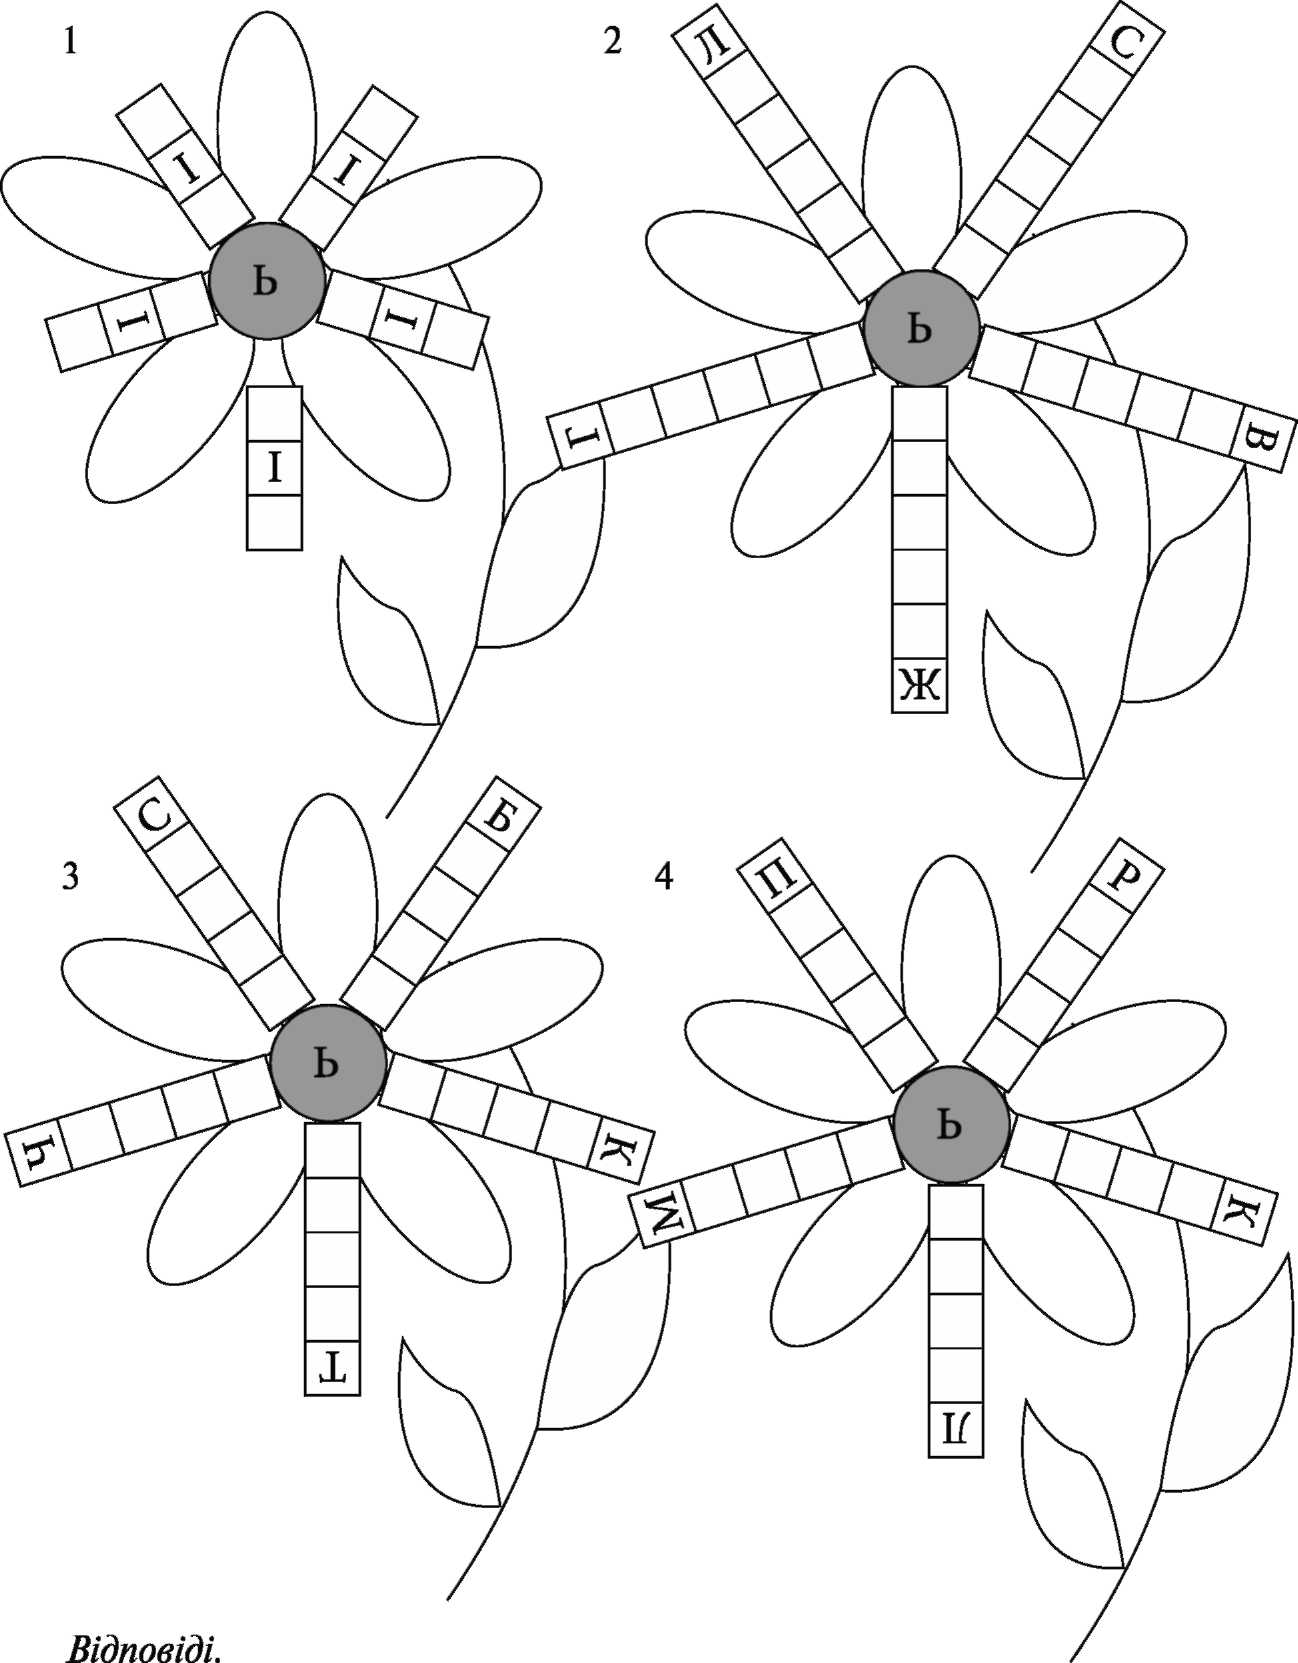 1
2
Л
С
І
І
Ь
І
І
І
Ь
Г
В
Ж
3
4
С
Б
П
Р
Ь
Ч
К
Т
Ь
М
К
Л
Відповіді.